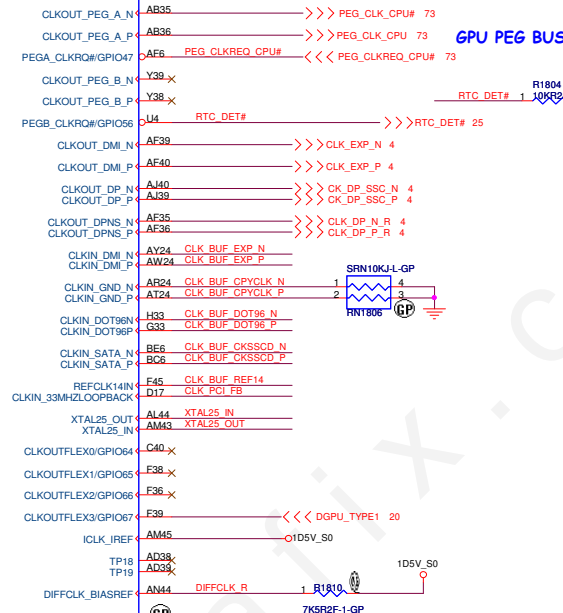 CLKOUT_PEG_A_N AB35 PEG_CLK_CPU# 73
CLKOUT_PEG_A_P AB36 PEG_CLK_CPU 73
GPU PEG BUS
PEGA_CLKRQ#/GPIO47 AF6 PEG_CLKREQ_CPU# PEG_CLKREQ_CPU# 73
CLKOUT_PEG_B_N Y39
R1804
CLKOUT_PEG_B_P Y38 RTC_DET# 1 10KR2
PEGB_CLKRQ#/GPIO56 U4 RTC_DET# RTC_DET# 25
CLKOUT_DMI_N AF39 CLK_EXP_N 4
CLKOUT_DMI_P AF40 CLK_EXP_P 4
CLKOUT_DP_N AJ40 CK_DP_SSC_N 4
CLKOUT_DP_P AJ39 CK_DP_SSC_P 4
CLKOUT_DPNS_N AF35 CLK_DP_N_R 4
CLKOUT_DPNS_P AF36 CLK_DP_P_R 4
CLKIN_DMI_N AY24 CLK_BUF_EXP_N
CLKIN_DMI_P AW24 CLK_BUF_EXP_P
SRN10KJ-L-GP
CLKIN_GND_N AR24 CLK_BUF_CPYCLK_N 1 4
CLKIN_GND_P AT24 CLK_BUF_CPYCLK_P 2 3
RN1806 GP
CLKIN_DOT96N H33 CLK_BUF_DOT96_N
CLKIN_DOT96P G33 CLK_BUF_DOT96_P
CLKIN_SATA_N BE6 CLK_BUF_CKSSCD_N
CLKIN_SATA_P BC6 CLK_BUF_CKSSCD_P
REFCLK14IN F45 CLK_BUF_REF14
CLKIN_33MHZLOOPBACK D17 CLK_PCI_FB
XTAL25_OUT AL44 XTAL25_IN
XTAL25_IN AM43 XTAL25_OUT
CLKOUTFLEX0/GPIO64 C40
CLKOUTFLEX1/GPIO65 F38
CLKOUTFLEX2/GPIO66 F36
CLKOUTFLEX3/GPIO67 F39 DGPU_TYPE1 20
ICLK_IREF AM45 1D5V_S0
TP18 AD38
TP19 AD39
1D5V_S0
DIFFCLK_BIASREF AN44 DIFFCLK_R 1 R1810
7K5R2F-1-GP